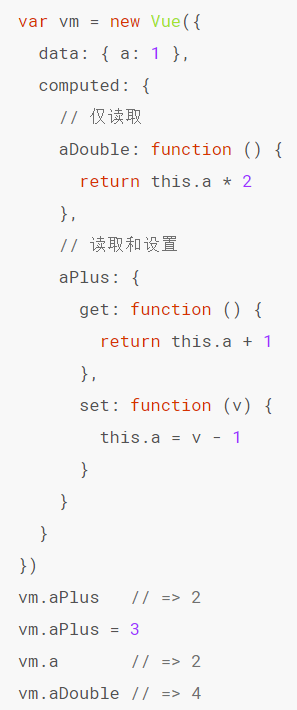 var vm = new Vue({
  data: { a: 1 },
  computed: {
    // 仅读取
    aDouble: function () {
      return this.a * 2
    },
    // 读取和设置
    aPlus: {
      get: function () {
        return this.a + 1
      },
      set: function (v) {
        this.a = v - 1
      }
    }
  }
})
vm.aPlus   // => 2
vm.aPlus = 3
vm.a       // => 2
vm.aDouble // => 4